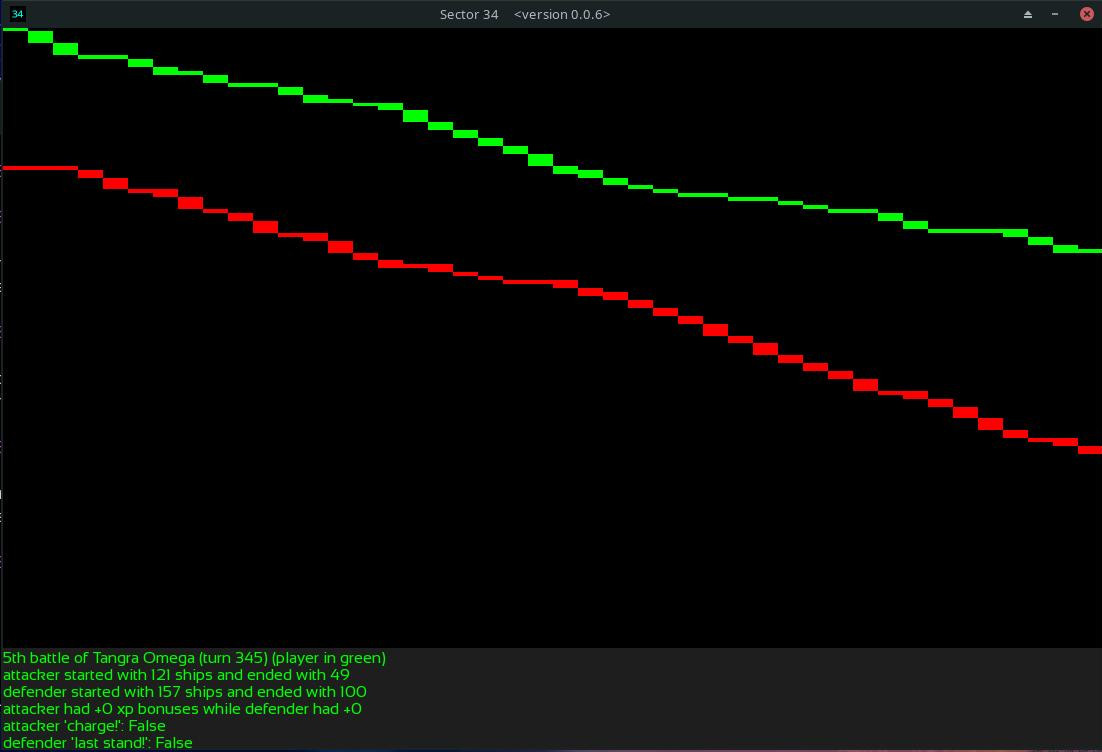 34
Sector 34 <version 0.0.6>
5th battle of Tangra Omega (turn 345) (player in green)
attacker started with 121 ships and ended with 49
defender started with 157 ships and ended with 100
attacker had +0 xp bonuses while defender had +0
attacker 'charge!': False
defender 'last stand!': False